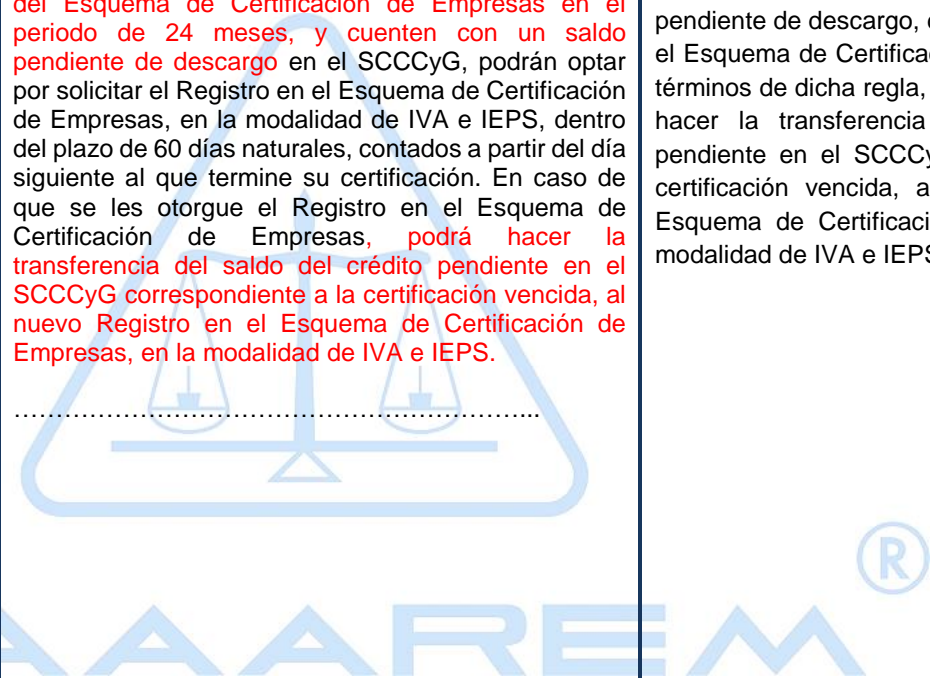 del Esquema de Certificación de Empresas en el
periodo de 24 meses, y cuenten con un saldo
pendiente de descargo en el SCCCyG, podrán optar
por solicitar el Registro en el Esquema de Certificación
de Empresas, en la modalidad de IVA e IEPS, dentro
del plazo de 60 días naturales, contados a partir del día
siguiente al que termine su certificación. En caso de
que se les otorgue el Registro en el Esquema de
Certificación de Empresas, podrá hacer la
transferencia del saldo del crédito pendiente en el
SCCCyG correspondiente a la certificación vencida, al
nuevo Registro en el Esquema de Certificación de
Empresas, en la modalidad de IVA e IEPS.
………………………………………………………...
pendiente de descargo,
el Esquema de
términos de dicha regla,
hacer la transferencia
pendiente en el
certificación vencida,
Esquema de
modalidad de IVA e
AAAREM
®